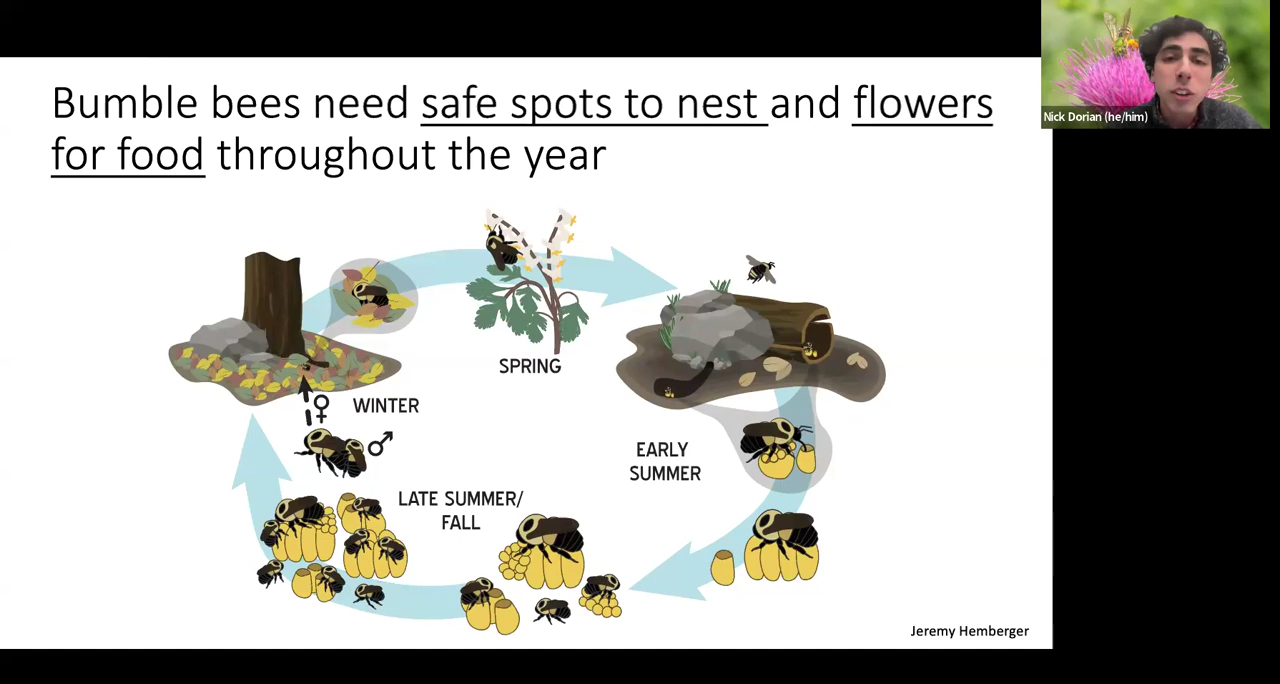 Bumble bees need safe spots to nest and flowers
for food throughout the year
Nick Dorian (he/him)
SPRING
♀ WINTER
♂
EARLY
SUMMER
LATE SUMMER/
FALL
Jeremy Hemberger